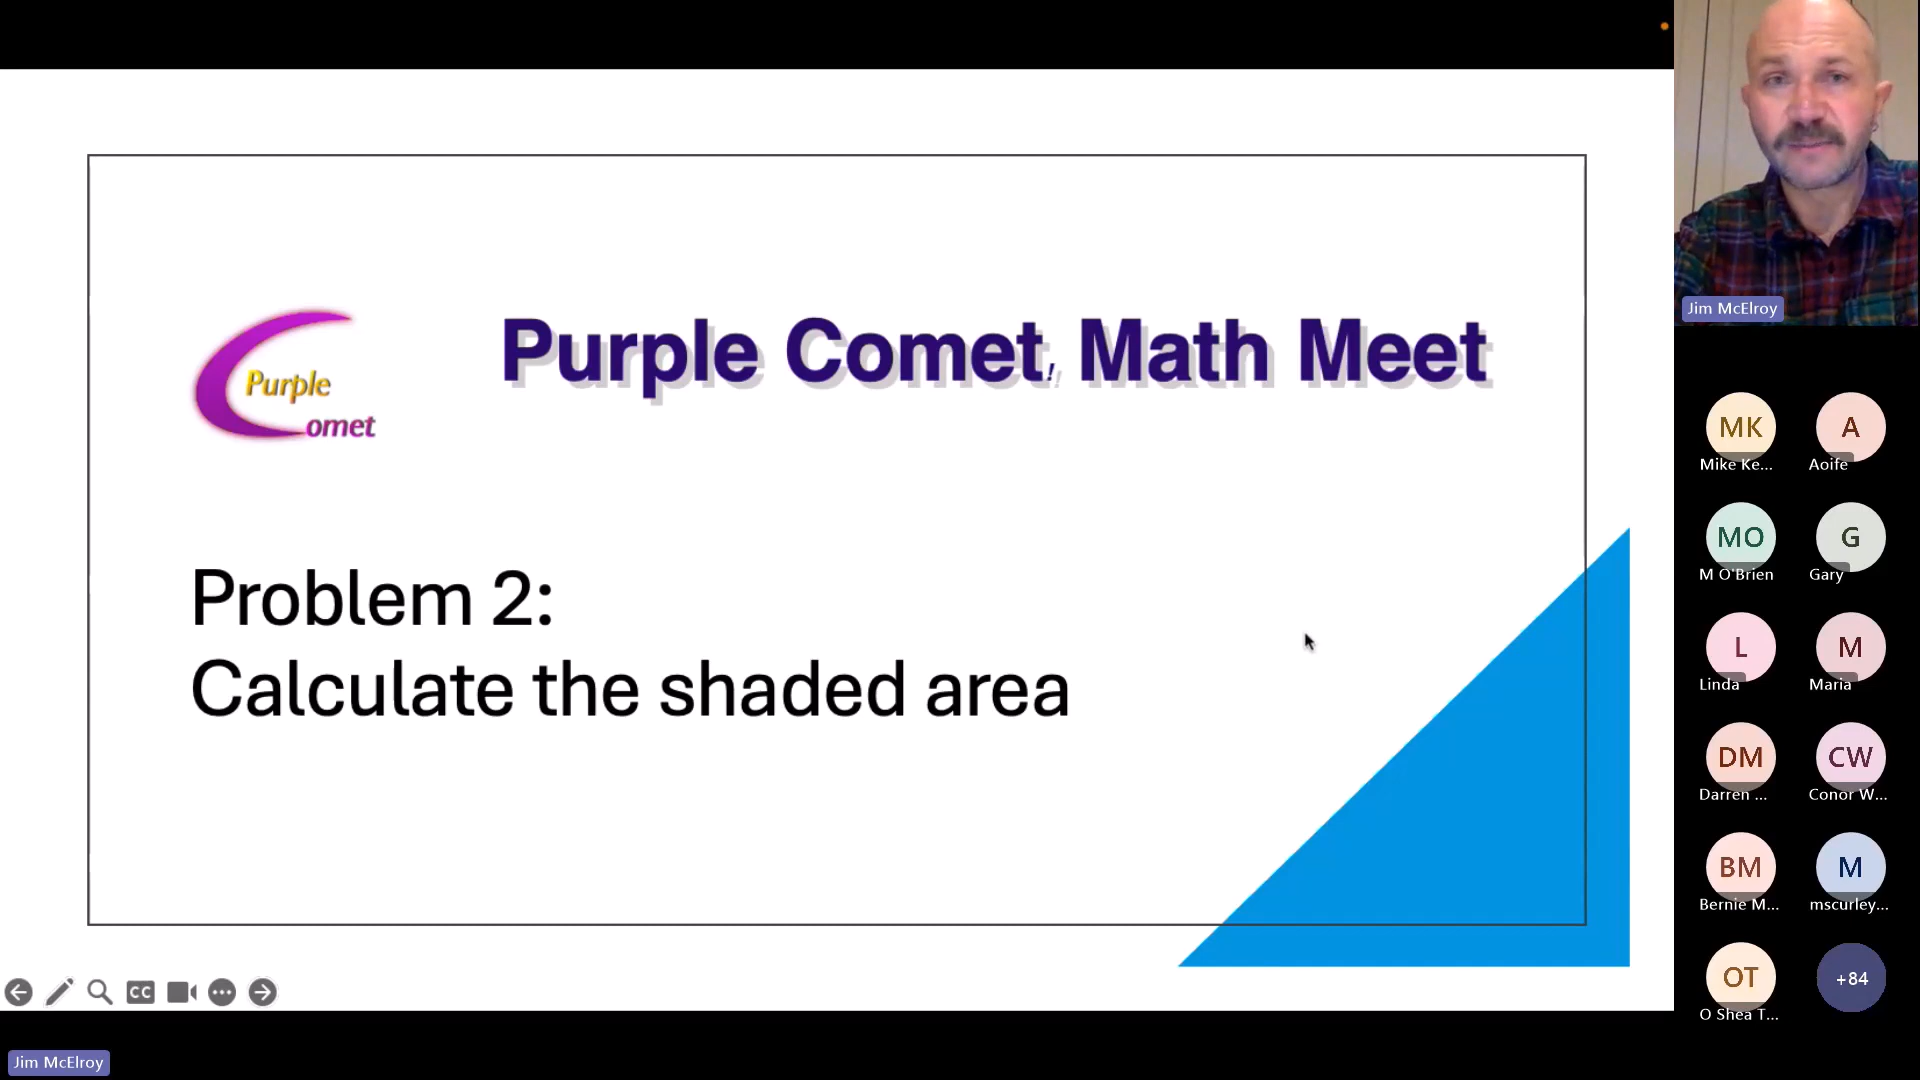 Purple Comet! Math Meet
Purple
omet
Problem 2:
Calculate the shaded area
CC
Jim McElroy
Jim McElroy
MK
A
Mike Ke...
Aoife
MO
G
M O'Brien
Gary
L
M
Linda
Maria
DM
CW
Darren ...
Conor W...
BM
M
Bernie M...
mscurley...
OT
+84
O Shea T...